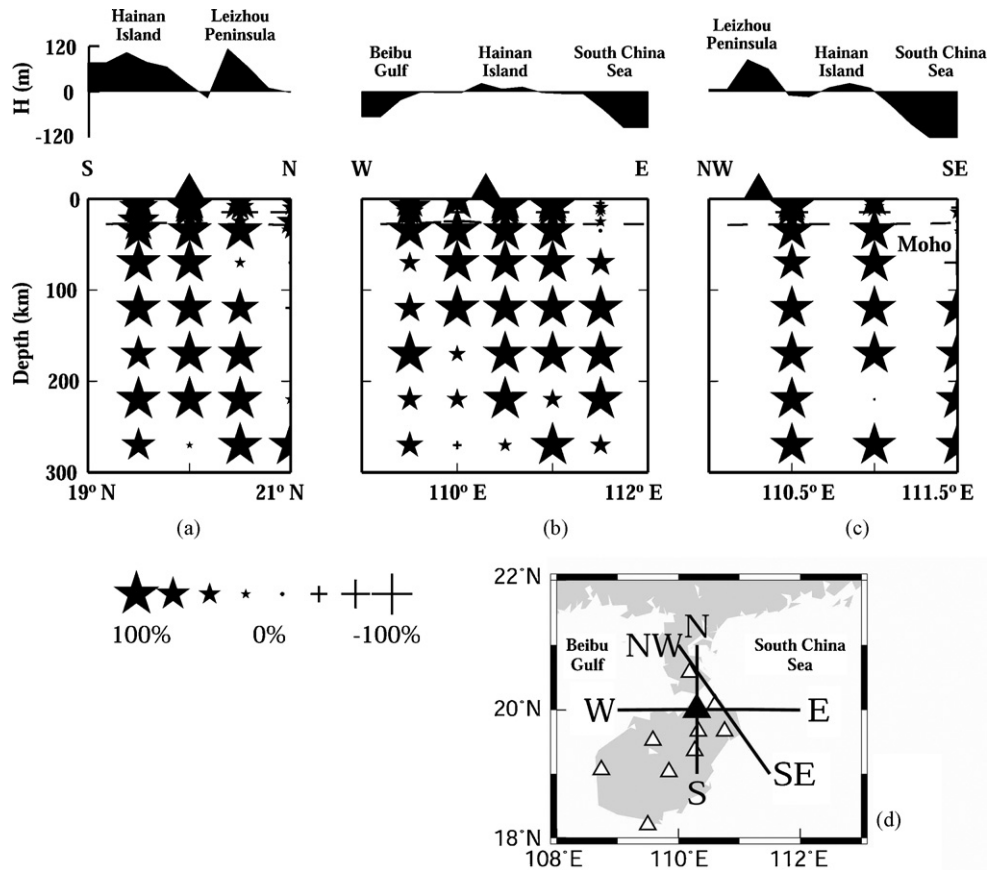 Hainan
Island
Leizhou
Peninsula
120
0
-120
H (m)
Beibu
Gulf
Hainan
Island
South China
Sea
Leizhou
Peninsula
Hainan
Island
South China
Sea
S
N
W
E
NW
SE
0
100
200
300
Depth (km)
Moho
19° N
21° N
110° E
112° E
110.5° E
111.5° E
(a)
(b)
(c)
100%
0%
-100%
22°N
20°N
18°N
108°E
110°E
112°E
Beibu
Gulf
South China
Sea
N
NW
W
E
SE
S
(d)